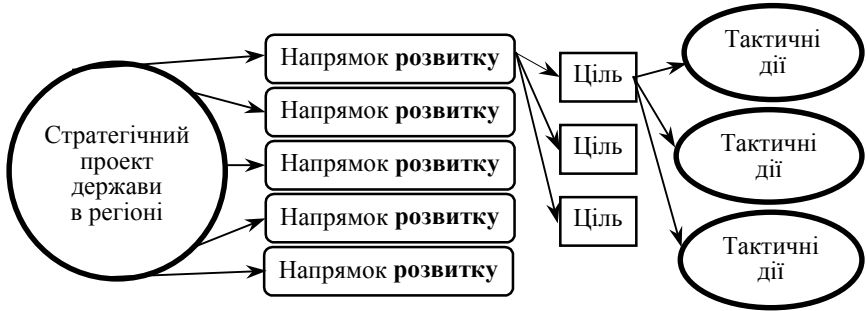 Стратегічний
проект
держави
в регіоні
Напрямок розвитку
Напрямок розвитку
Напрямок розвитку
Напрямок розвитку
Напрямок розвитку
Ціль
Ціль
Ціль
Тактичні
дії
Тактичні
дії
Тактичні
дії